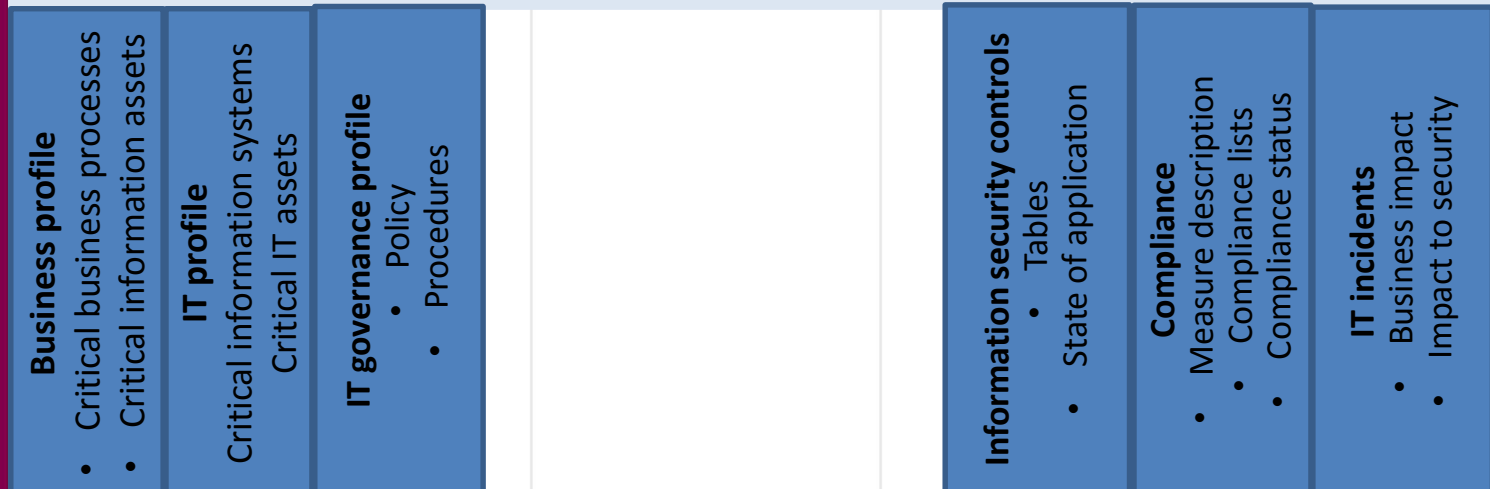 Business profile
• Critical business processes
• Critical information assets
IT profile
Critical information systems
Critical IT assets
IT governance profile
• Policy
• Procedures
Information security controls
• Tables
• State of application
Compliance
• Measure description
• Compliance lists
• Compliance status
IT incidents
• Business impact
• Impact to security